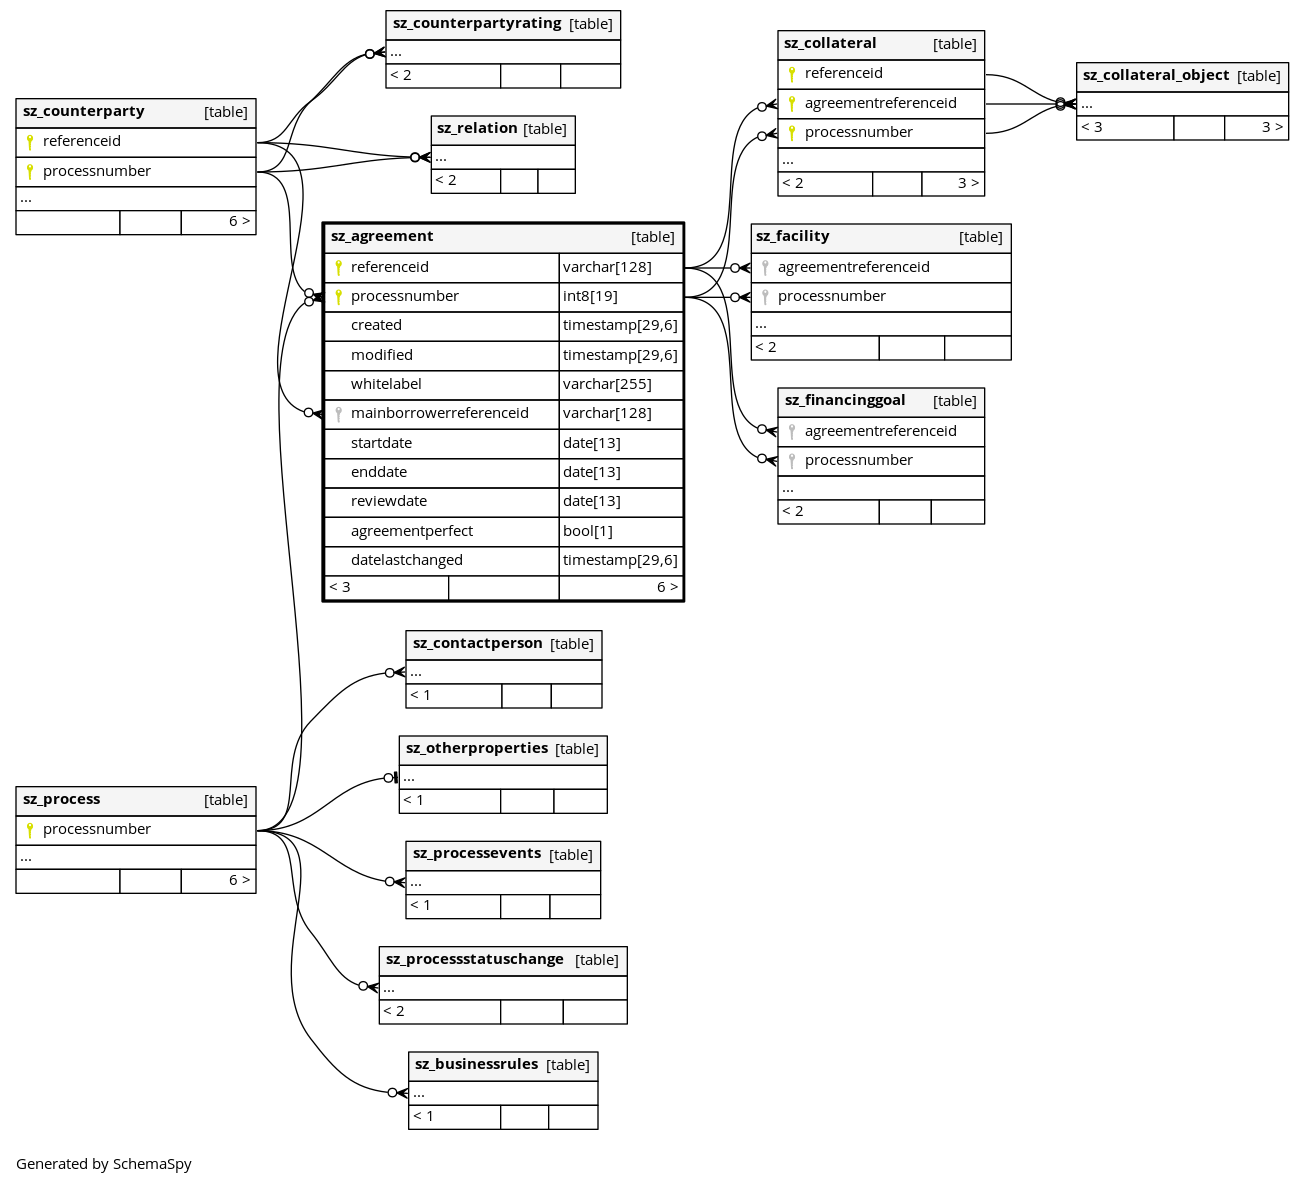 sz_counterpartyrating [table]
...
< 2
sz_counterparty [table]
referenceid
processnumber
...
6 >
sz_relation [table]
...
< 2
sz_agreement [table]
referenceid varchar[128]
processnumber int8[19]
created timestamp[29,6]
modified timestamp[29,6]
whitelabel varchar[255]
mainborrowerreferenceid varchar[128]
startdate date[13]
enddate date[13]
reviewdate date[13]
agreementperfect bool[1]
datelastchanged timestamp[29,6]
< 3 6 >
sz_collateral [table]
referenceid
agreementreferenceid
processnumber
...
< 2 3 >
sz_collateral_object [table]
...
< 3 3 >
sz_facility [table]
agreementreferenceid
processnumber
...
< 2
sz_financinggoal [table]
agreementreferenceid
processnumber
...
< 2
sz_contactperson [table]
...
< 1
sz_otherproperties [table]
...
< 1
sz_process [table]
processnumber
...
6 >
sz_processevents [table]
...
< 1
sz_processstatuschange [table]
...
< 2
sz_businessrules [table]
...
< 1
Generated by SchemaSpy